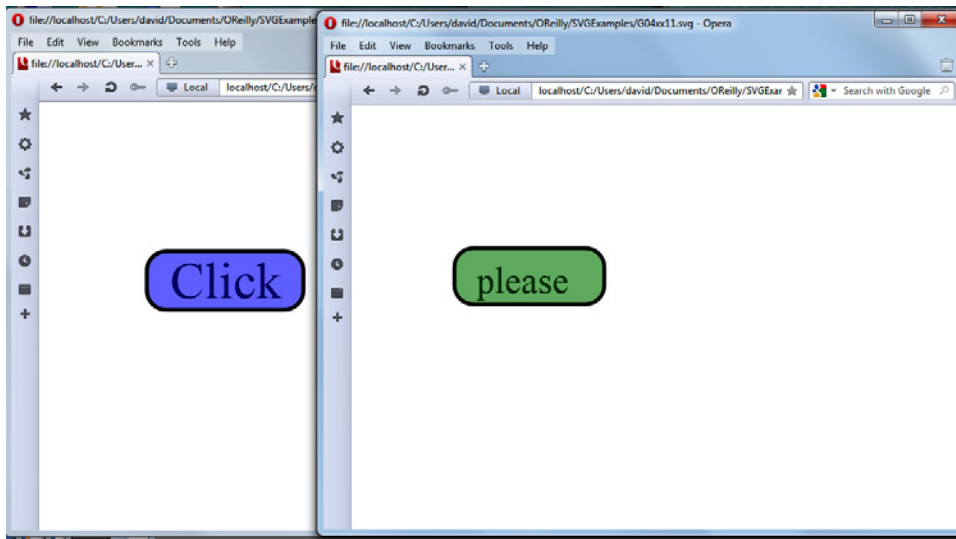 file://localhost/C:/Users/david/Documents/OReilly/SVGExample
File Edit View Bookmarks Tools Help
file://localhost/C:/User...
Local localhost/C:/Users/
Click
file://localhost/C:/Users/david/Documents/OReilly/SVGExamples/G04xx11.svg - Opera
File Edit View Bookmarks Tools Help
file://localhost/C:/User...
Local localhost/C:/Users/david/Documents/OReilly/SVGExar Search with Google
please